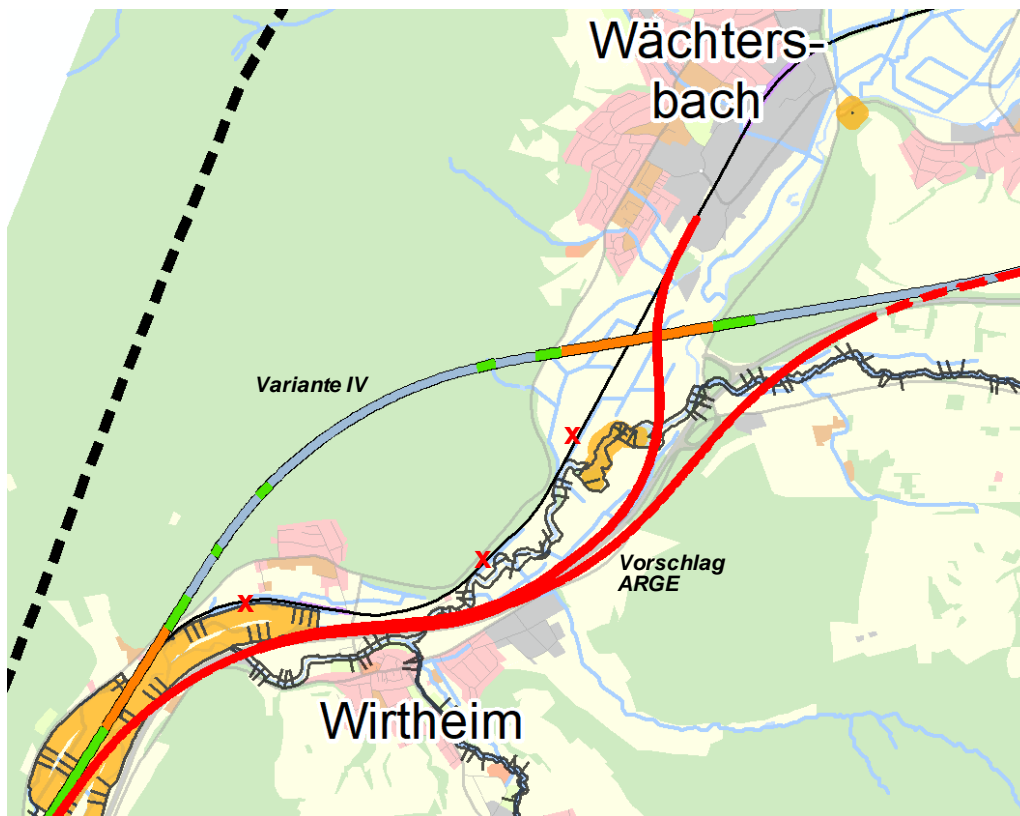 Wächters-
bach
Variante IV
x
x
Vorschlag
ARGE
x
Wirtheim